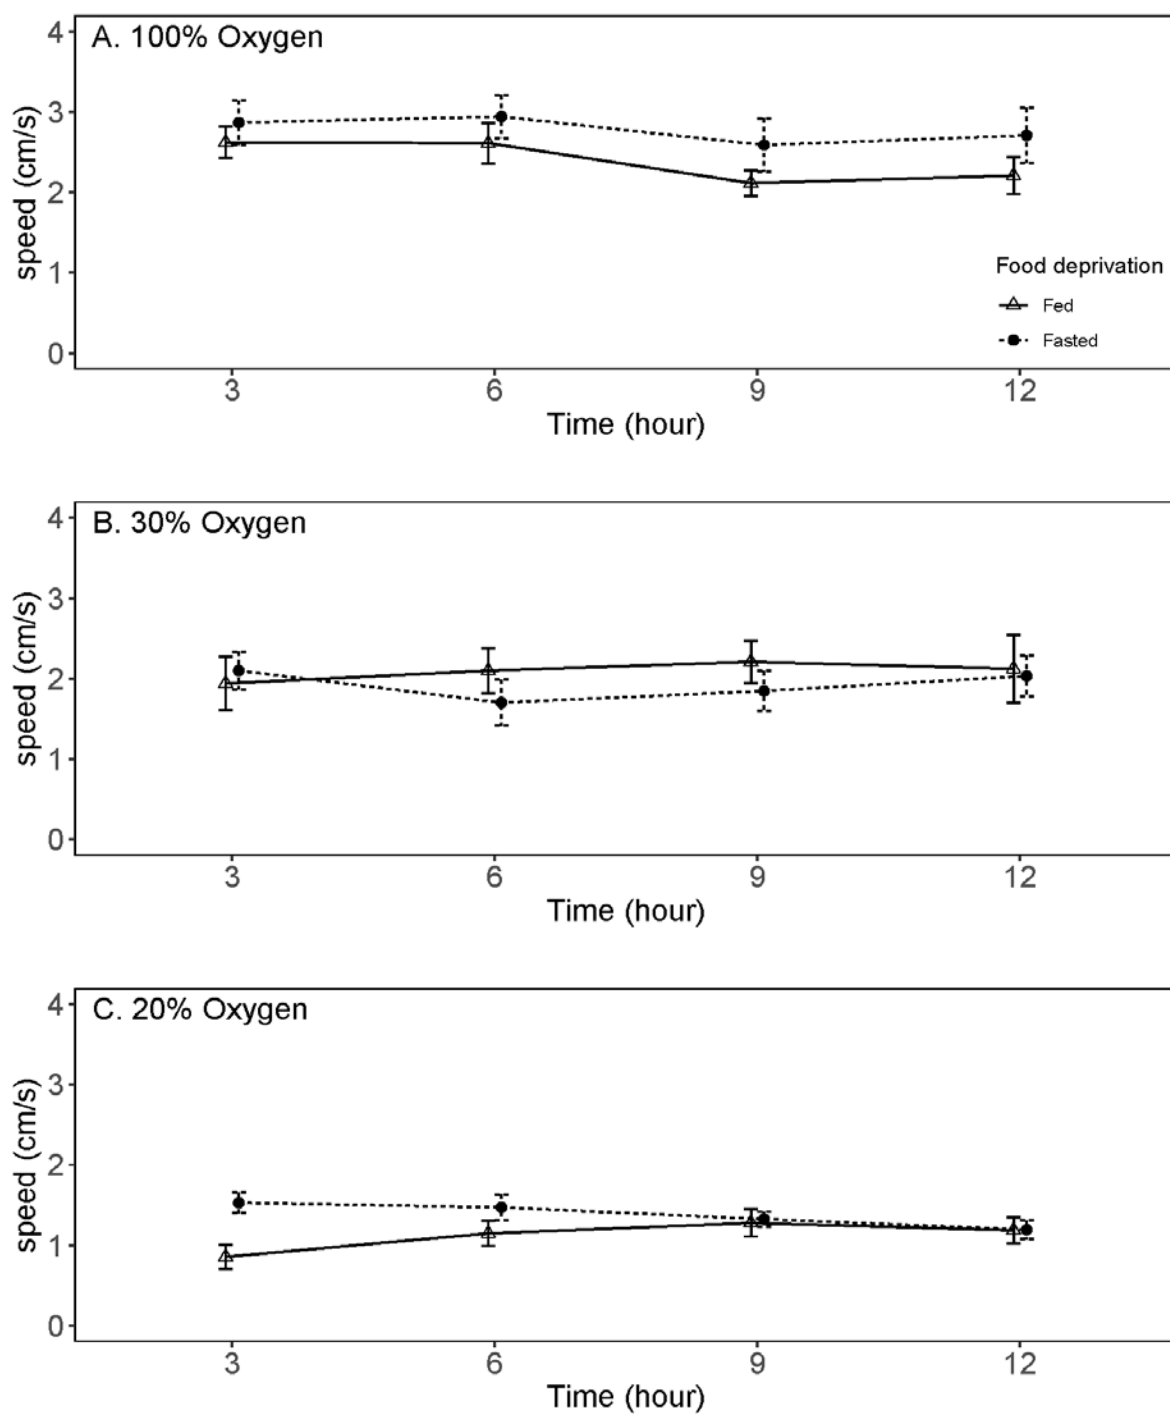 A. 100% Oxygen
4
3
2
1
0
speed (cm/s)
Food deprivation
Fed
Fasted
3 6 9 12
Time (hour)
B. 30% Oxygen
4
3
2
1
0
speed (cm/s)
3 6 9 12
Time (hour)
C. 20% Oxygen
4
3
2
1
0
speed (cm/s)
3 6 9 12
Time (hour)